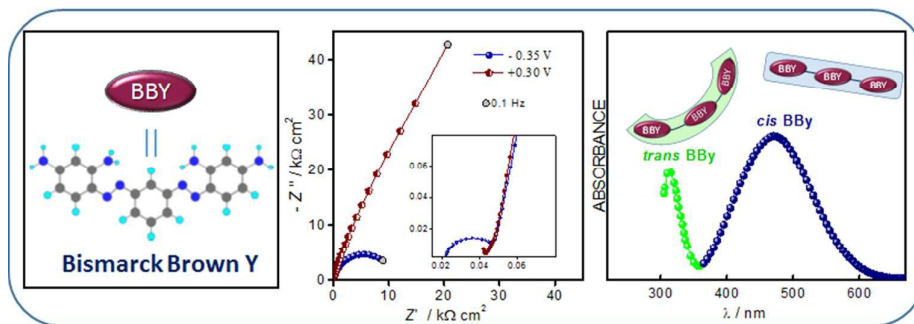 BBY
Bismarck Brown Y
- Z'' / kΩ cm²
40
30
20
10
0
0 10 20 30 40
Z' / kΩ cm²
- 0.35 V
+0.30 V
0.1 Hz
0.06
0.04
0.02
0.02 0.04 0.06
ABSORBANCE
BBY BBY BBY
BBY BBY BBY
trans BBy
cis BBy
300 400 500 600
λ / nm